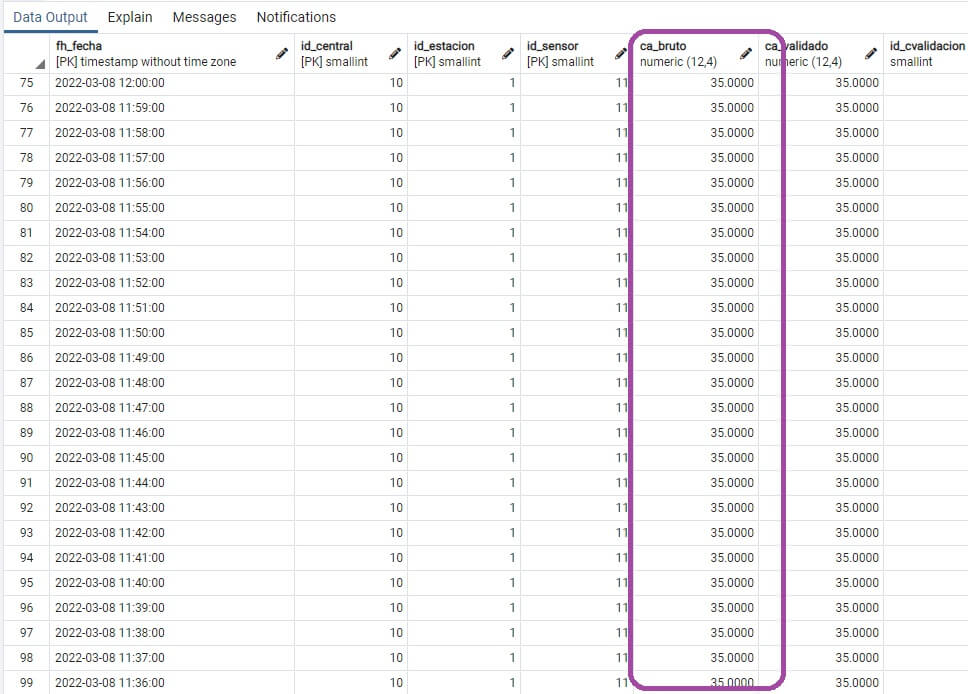 Data Output Explain Messages Notifications
fh_fecha id_central id_estacion id_sensor ca_bruto ca_validado id_cvalidacion
[PK] timestamp without time zone [PK] smallint [PK] smallint [PK] smallint numeric (12,4) numeric (12,4) smallint
75 2022-03-08 12:00:00 10 1 11 35.0000 35.0000
76 2022-03-08 11:59:00 10 1 11 35.0000 35.0000
77 2022-03-08 11:58:00 10 1 11 35.0000 35.0000
78 2022-03-08 11:57:00 10 1 11 35.0000 35.0000
79 2022-03-08 11:56:00 10 1 11 35.0000 35.0000
80 2022-03-08 11:55:00 10 1 11 35.0000 35.0000
81 2022-03-08 11:54:00 10 1 11 35.0000 35.0000
82 2022-03-08 11:53:00 10 1 11 35.0000 35.0000
83 2022-03-08 11:52:00 10 1 11 35.0000 35.0000
84 2022-03-08 11:51:00 10 1 11 35.0000 35.0000
85 2022-03-08 11:50:00 10 1 11 35.0000 35.0000
86 2022-03-08 11:49:00 10 1 11 35.0000 35.0000
87 2022-03-08 11:48:00 10 1 11 35.0000 35.0000
88 2022-03-08 11:47:00 10 1 11 35.0000 35.0000
89 2022-03-08 11:46:00 10 1 11 35.0000 35.0000
90 2022-03-08 11:45:00 10 1 11 35.0000 35.0000
91 2022-03-08 11:44:00 10 1 11 35.0000 35.0000
92 2022-03-08 11:43:00 10 1 11 35.0000 35.0000
93 2022-03-08 11:42:00 10 1 11 35.0000 35.0000
94 2022-03-08 11:41:00 10 1 11 35.0000 35.0000
95 2022-03-08 11:40:00 10 1 11 35.0000 35.0000
96 2022-03-08 11:39:00 10 1 11 35.0000 35.0000
97 2022-03-08 11:38:00 10 1 11 35.0000 35.0000
98 2022-03-08 11:37:00 10 1 11 35.0000 35.0000
99 2022-03-08 11:36:00 10 1 11 35.0000 35.0000